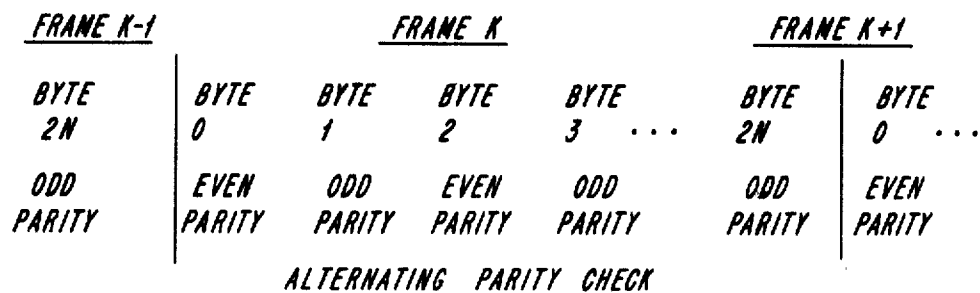 FRAME K-1 FRAME K FRAME K+1
BYTE BYTE BYTE BYTE BYTE BYTE BYTE
2N 0 1 2 3 ... 2N 0 ...
ODD EVEN ODD EVEN ODD ODD EVEN
PARITY PARITY PARITY PARITY PARITY PARITY PARITY
ALTERNATING PARITY CHECK